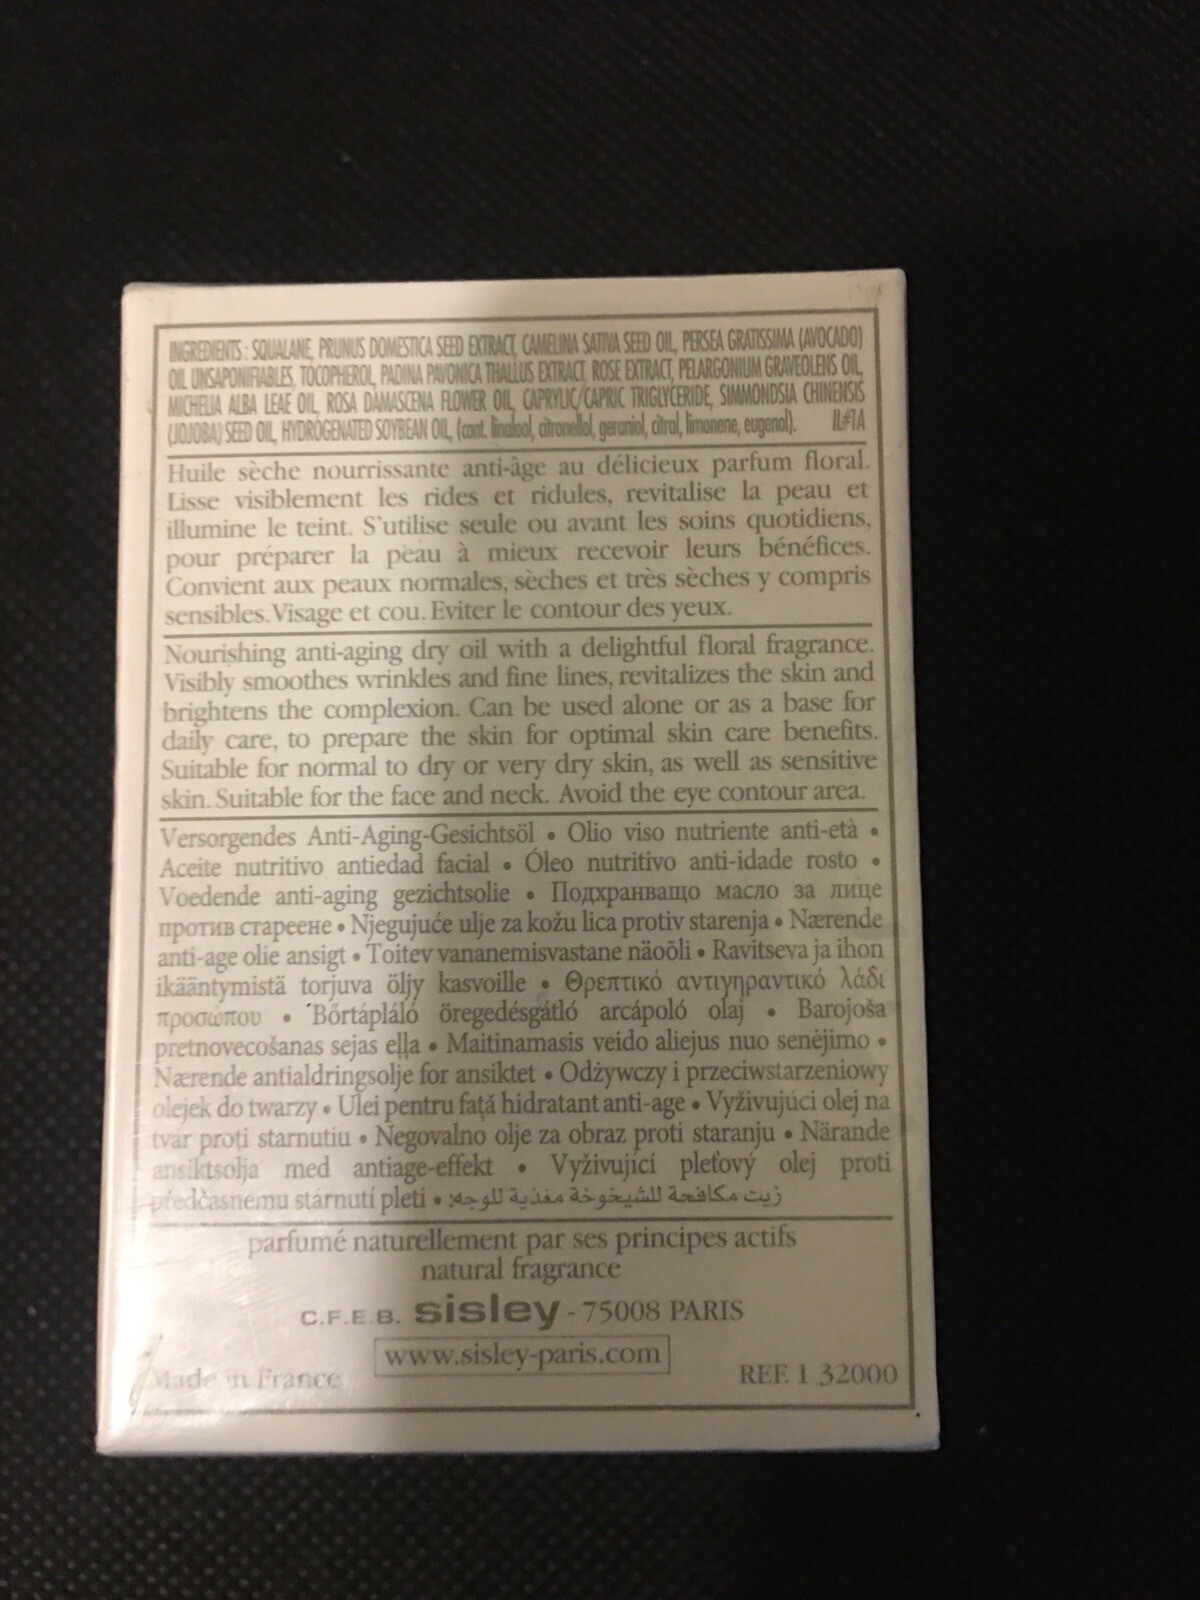 INGREDIENTS : SQUALANE, PRUNUS DOMESTICA SEED EXTRACT, CAMELINA SATIVA SEED OIL, PERSEA GRATISSIMA (AVOCADO)
OIL UNSAPONIFIABLES, TOCOPHEROL, PADINA PAVONICA THALLUS EXTRACT, ROSE EXTRACT, PELARGONIUM GRAVEOLENS OIL,
MICHELIA ALBA LEAF OIL, ROSA DAMASCENA FLOWER OIL, CAPRYLIC/CAPRIC TRIGLYCERIDE, SIMMONDSIA CHINENSIS
(JOJOBA) SEED OIL, HYDROGENATED SOYBEAN OIL, (cont. linalool, citronellol, geraniol, citral, limonene, eugenol). IL#1A
Huile sèche nourrissante anti-âge au délicieux parfum floral.
Lisse visiblement les rides et ridules, revitalise la peau et
illumine le teint. S'utilise seule ou avant les soins quotidiens,
pour préparer la peau à mieux recevoir leurs bénéfices.
Convient aux peaux normales, sèches et très sèches y compris
sensibles. Visage et cou. Eviter le contour des yeux.
Nourishing anti-aging dry oil with a delightful floral fragrance.
Visibly smoothes wrinkles and fine lines, revitalizes the skin and
brightens the complexion. Can be used alone or as a base for
daily care, to prepare the skin for optimal skin care benefits.
Suitable for normal to dry or very dry skin, as well as sensitive
skin. Suitable for the face and neck. Avoid the eye contour area.
Versorgendes Anti-Aging-Gesichtsöl • Olio viso nutriente anti-età •
Aceite nutritivo antiedad facial • Óleo nutritivo anti-idade rosto •
Voedende anti-aging gezichtsolie • Подхранващо масло за лице
против стареене • Njegujuće ulje za kožu lica protiv starenja • Nærende
anti-age olie ansigt • Toitev vananemisvastane näoõli • Ravitseva ja ihon
ikääntymistä torjuva öljy kasvoille • Θρεπτικό αντιγηραντικό λάδι
προσώπου • Bőrtápláló öregedésgátló arcápoló olaj • Barojoša
pretnovecošanas sejas eļļa • Maitinamasis veido aliejus nuo senėjimo •
Nærende antialdringsolje for ansiktet • Odżywczy i przeciwstarzeniowy
olejek do twarzy • Ulei pentru față hidratant anti-age • Vyživujúci olej na
tvár proti starnutiu • Negovalno olje za obraz proti staranju • Närande
ansiktsolja med antiage-effekt • Vyživující pleťový olej proti
předčasnému stárnutí pleti • زيت مكافحة للشيخوخة مغذية للوجه:
parfumé naturellement par ses principes actifs
natural fragrance
C.F.E.B. sisley - 75008 PARIS
www.sisley-paris.com
Made in France REF. 1 32000